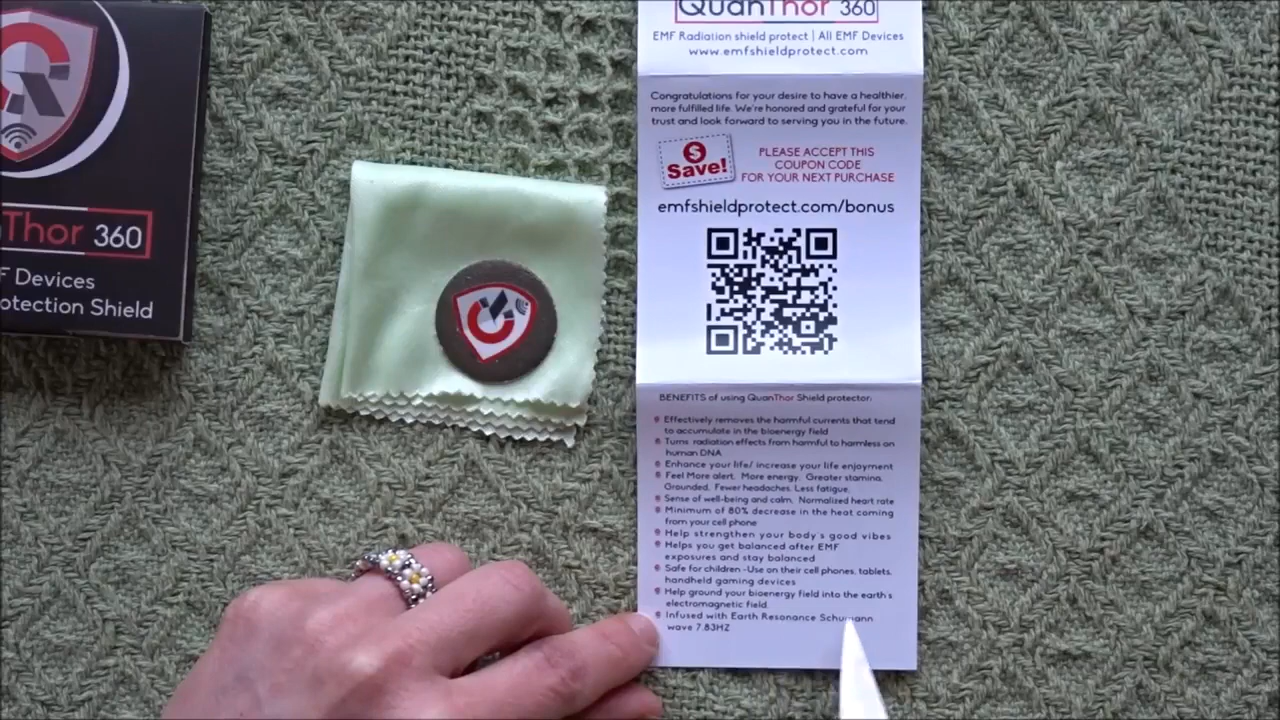 Thor 360
F Devices
otection Shield
QuanThor 360
EMF Radiation shield protect | All EMF Devices
www.emfshieldprotect.com
Congratulations for your desire to have a healthier,
more fulfilled life. We're honored and grateful for your
trust and look forward to serving you in the future.
$
Save!
PLEASE ACCEPT THIS
COUPON CODE
FOR YOUR NEXT PURCHASE
emfshieldprotect.com/bonus
BENEFITS of using QuanThor Shield protector:
Effectively removes the harmful currents that tend
to accumulate in the bioenergy field
Turns radiation effects from harmful to harmless on
human DNA
Enhance your life/ increase your life enjoyment
Feel More alert, More energy, Greater stamina,
Grounded, Fewer headaches, Less fatigue,
Sense of well-being and calm, Normalized heart rate
Minimum of 80% decrease in the heat coming
from your cell phone
Help strengthen your body's good vibes
Helps you get balanced after EMF
exposures and stay balanced
Safe for children -Use on their cell phones, tablets,
handheld gaming devices
Help ground your bioenergy field into the earth's
electromagnetic field.
Infused with Earth Resonance Schumann
wave 7.83HZ